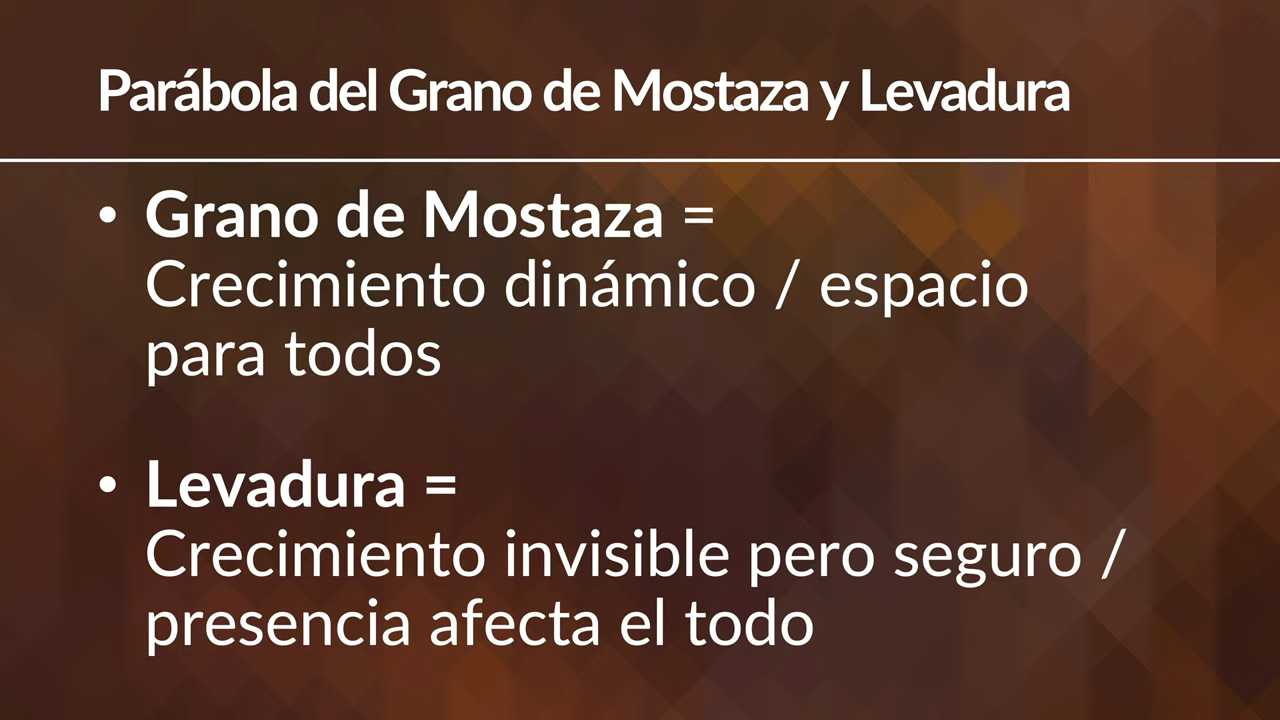 Parábola del Grano de Mostaza y Levadura
• Grano de Mostaza =
Crecimiento dinámico / espacio
para todos
• Levadura =
Crecimiento invisible pero seguro /
presencia afecta el todo